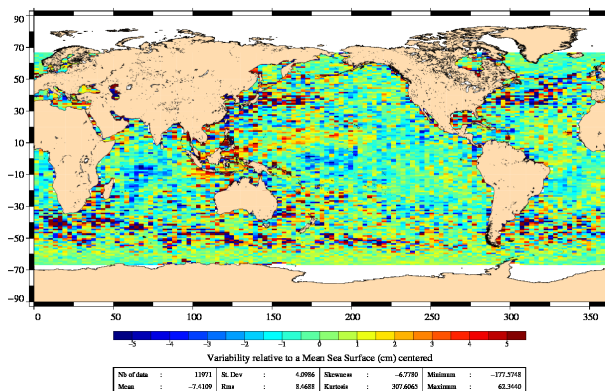 90
70
50
30
10
−10
−30
−50
−70
−90
0 50 100 150 200 250 300 350
−5 −4 −3 −2 −1 0 1 2 3 4 5
Variability relative to a Mean Sea Surface (cm) centered
Nb of data : 11971 St. Dev : 4.0986 Skewness : −6.7780 Minimum : −177.5748
Mean : −7.4109 Rms : 8.4688 Kurtosis : 307.6065 Maximum : 62.3440